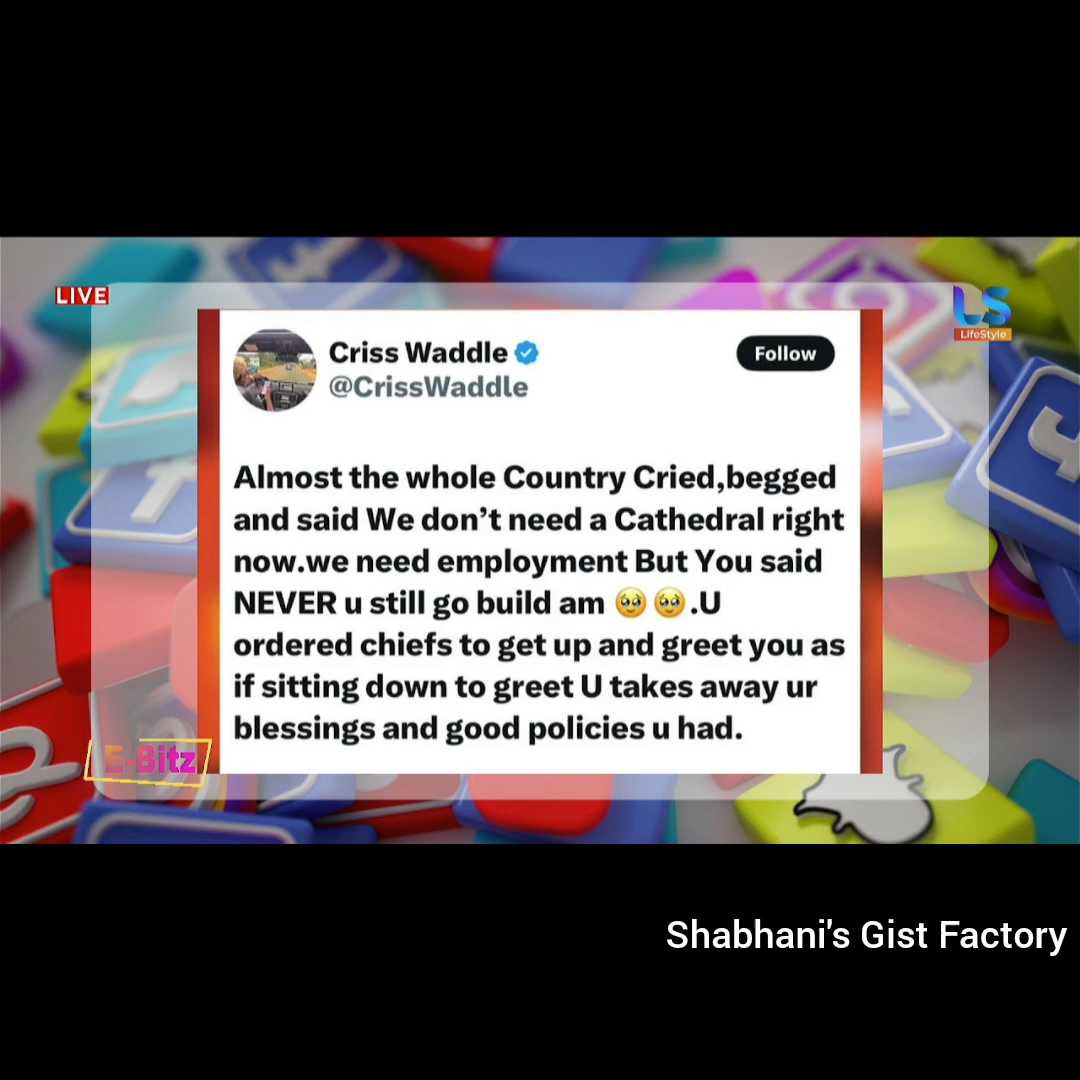 LIVE
LS
LifeStyle
Criss Waddle
@CrissWaddle
Follow
Almost the whole Country Cried,begged
and said We don’t need a Cathedral right
now.we need employment But You said
NEVER u still go build am 🥹 🥹.U
ordered chiefs to get up and greet you as
if sitting down to greet U takes away ur
blessings and good policies u had.
E-Bitz
Shabhani's Gist Factory